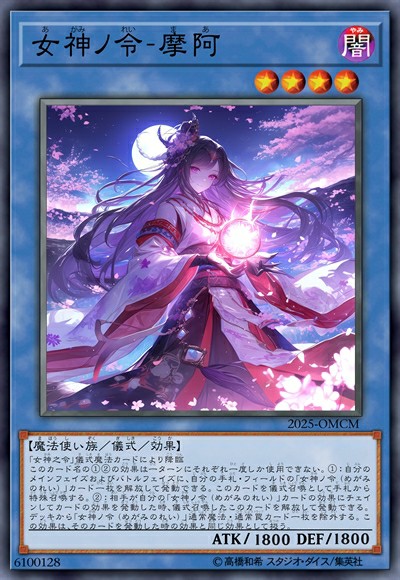 女神ノ令-摩阿
あ がみ れい ま あ
闇
やみ
2025-OMCM
【魔法使い族／儀式／効果】
「女神之令」儀式魔法カードにより降臨
このカード名の①②の効果は一ターンにそれぞれ一度しか使用できない。①：自分の
メインフェイズおよびバトルフェイズに、自分の手札・フィールドの「女神ノ令（めがみ
のれい）」カード一枚を解放して発動できる。このカードを儀式召喚として手札から
特殊召喚する。②：相手が自分の「女神ノ令（めがみのれい）」カードの効果にチェイ
ンしてカードの効果を発動した時、儀式召喚したこのカードを解放して発動できる。
デッキから「女神ノ令（めがみのれい）」通常魔法・通常罠カード一枚を除外する。こ
の効果は、そのカードを発動した時の効果と同じ効果として扱う。
ATK/1800 DEF/1800
6100128
©高橋和希 スタジオ・ダイス/集英社